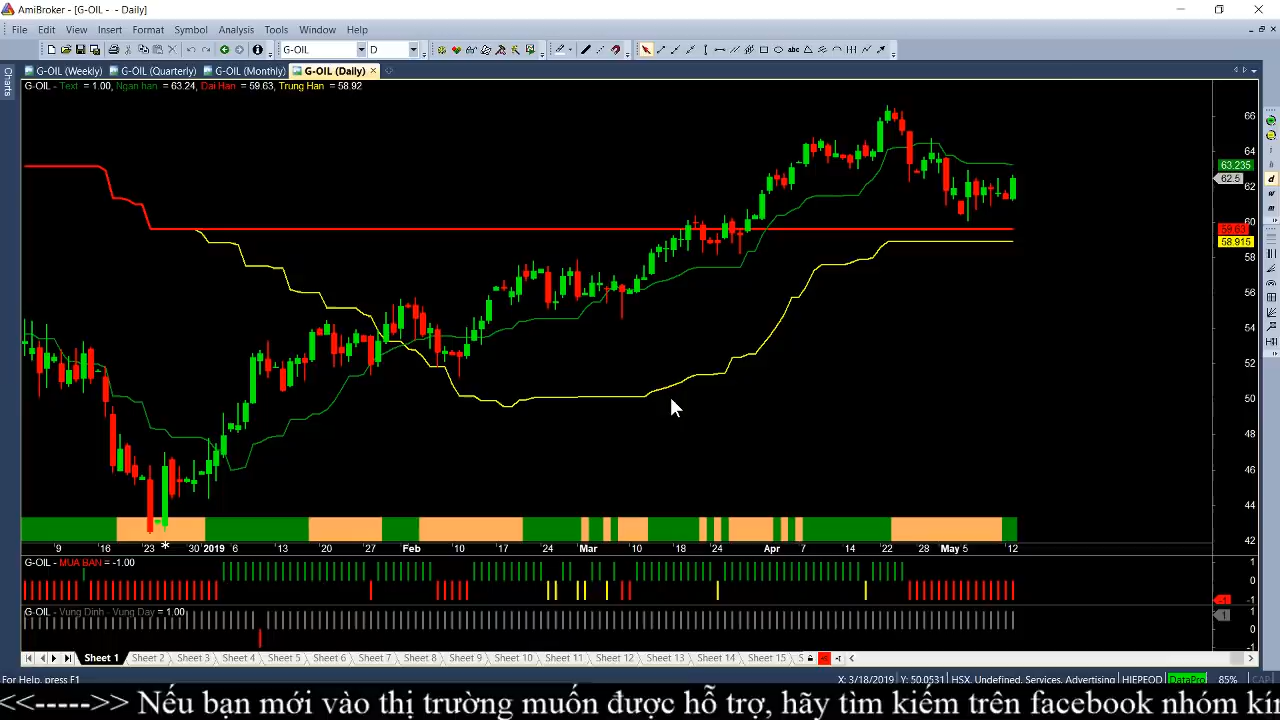 AmiBroker - [G-OIL - - Daily]
File Edit View Insert Format Symbol Analysis Tools Window Help
G-OIL D
Charts
G-OIL (Weekly) G-OIL (Quarterly) G-OIL (Monthly) G-OIL (Daily)
G-OIL - Text = 1.00, Ngan han = 63.24, Dai Han = 59.63, Trung Han = 58.92
66
64
63.235
62.5
62
60
59.63
58.915
58
56
54
52
50
48
46
44
42
9 16 23 30 2019 6 13 20 27 Feb 10 17 24 Mar 10 18 24 Apr 7 14 22 28 May 5 12
G-OIL - MUA BAN = -1.00
1
0
-1
-1
G-OIL - Vung Dinh - Vung Day = 1.00
1
1
0
-1
Sheet 1 Sheet 2 Sheet 3 Sheet 4 Sheet 5 Sheet 6 Sheet 7 Sheet 8 Sheet 9 Sheet 10 Sheet 11 Sheet 12 Sheet 13 Sheet 14 Sheet 15 S
For Help, press F1
X: 3/18/2019 Y: 50.0531 HSX, Undefined, Services, Advertising HIEPEOD DataPro 85% CAP
<<----->> Nếu bạn mới vào thị trường muốn được hỗ trợ, hãy tìm kiếm trên facebook nhóm kín